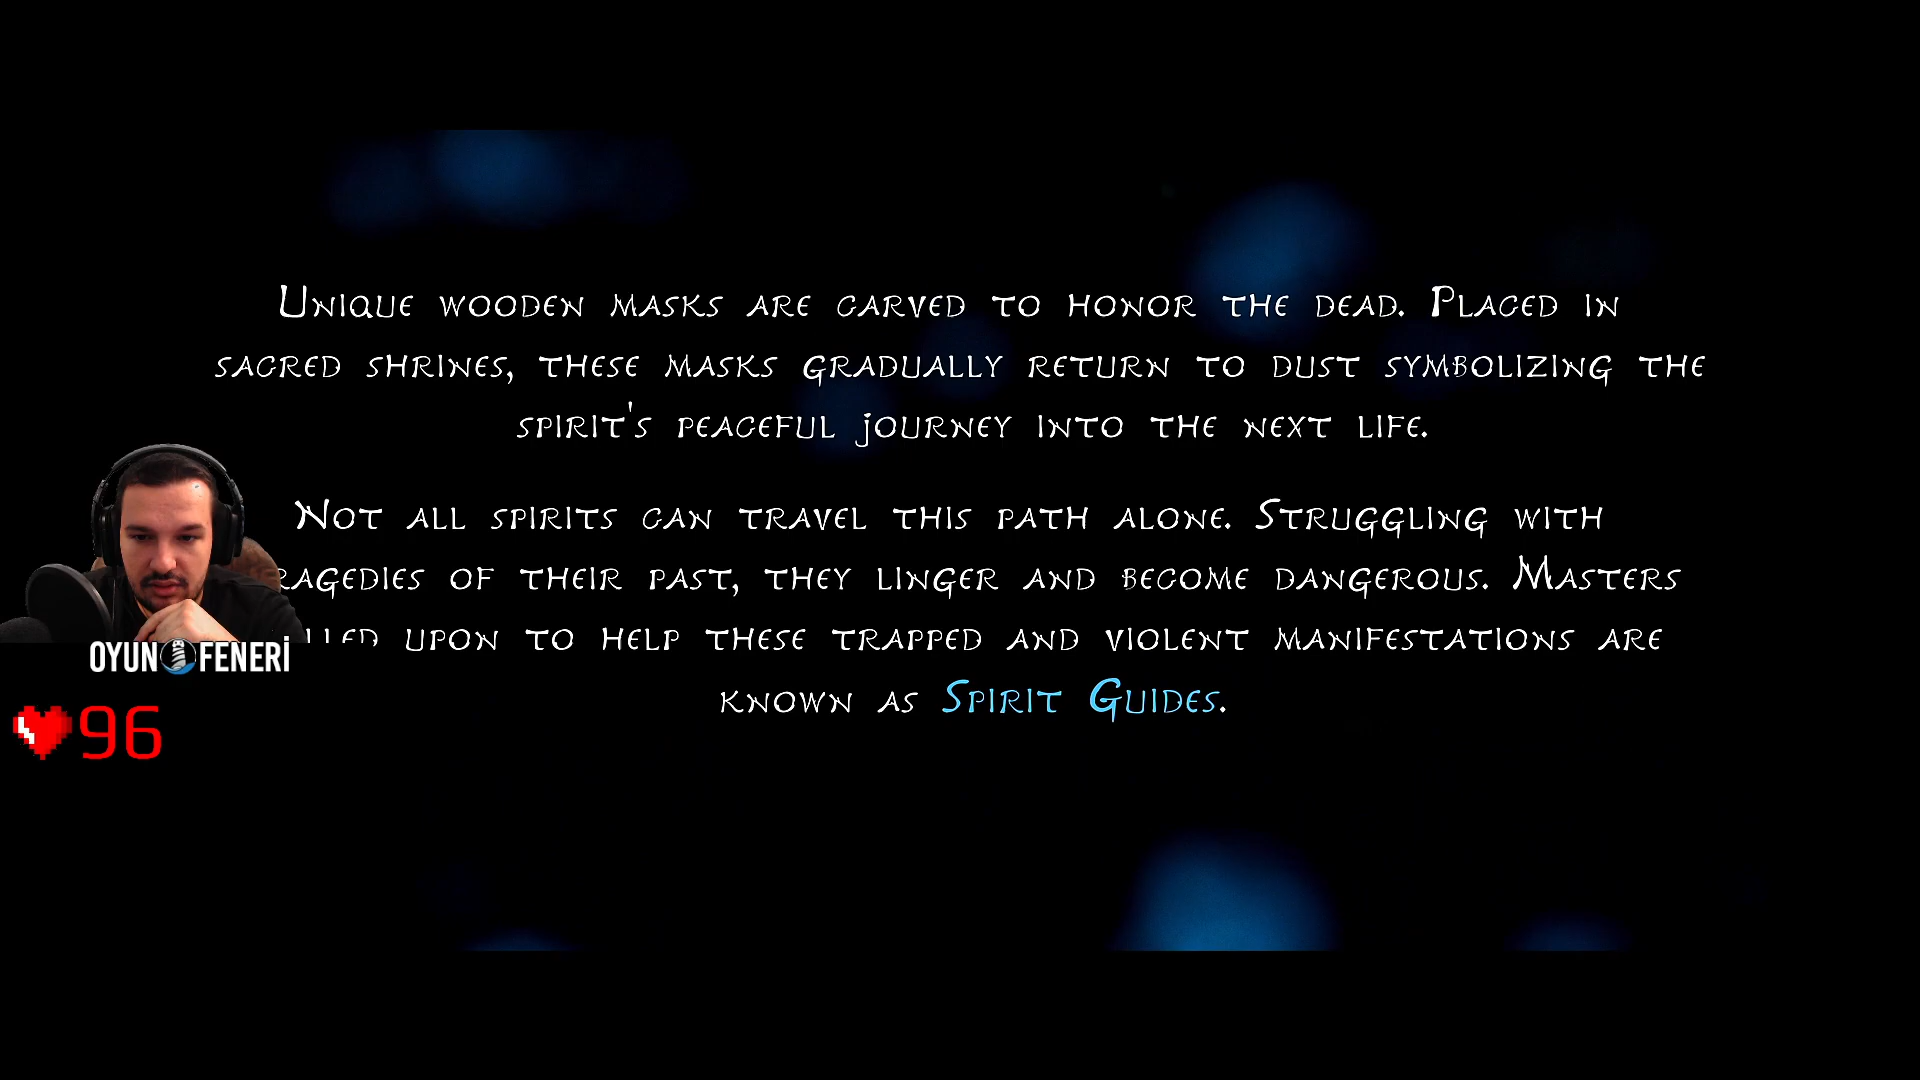 Unique wooden masks are carved to honor the dead. Placed in
sacred shrines, these masks gradually return to dust symbolizing the
spirit's peaceful journey into the next life.
Not all spirits can travel this path alone. Struggling with
of their past, they linger and become dangerous. Masters
upon to help these trapped and violent manifestations are
known as Spirit Guides.
OYUN FENERİ
96